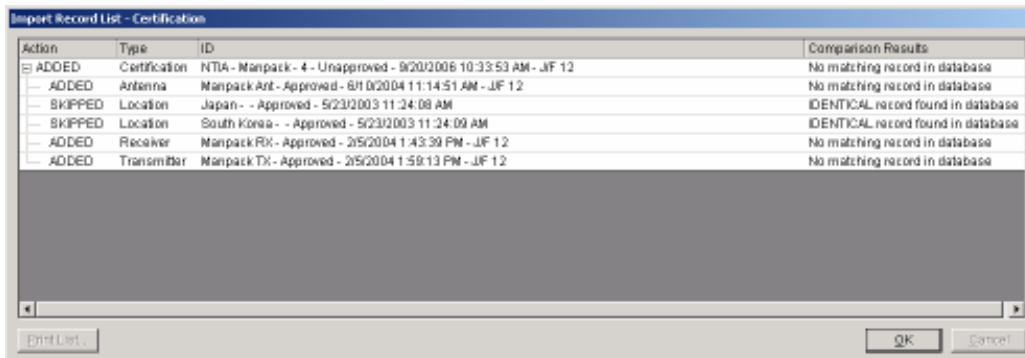 Import Record List - Certification
Action Type ID Comparison Results
ADDED Certification NTIA - Manpack - 4 - Unapproved - 9/20/2006 10:33:53 AM - J/F 12 No matching record in database
ADDED Antenna Manpack Ant - Approved - 6/10/2004 11:14:51 AM - J/F 12 No matching record in database
SKIPPED Location Japan - - Approved - 5/23/2003 11:24:08 AM IDENTICAL record found in database
SKIPPED Location South Korea - - Approved - 5/23/2003 11:24:09 AM IDENTICAL record found in database
ADDED Receiver Manpack RX - Approved - 2/5/2004 1:43:39 PM - J/F 12 No matching record in database
ADDED Transmitter Manpack TX - Approved - 2/5/2004 1:59:13 PM - J/F 12 No matching record in database
Print List... OK Cancel